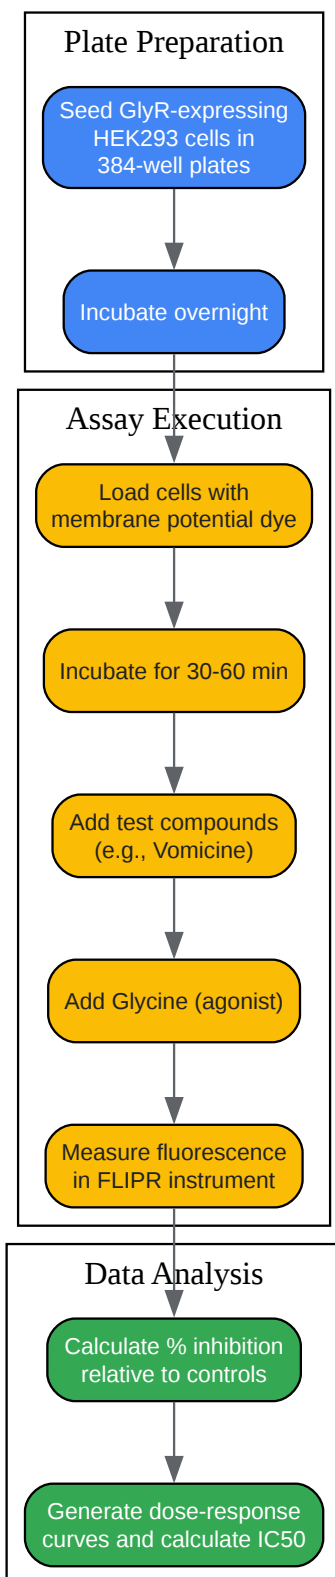 Plate Preparation
Seed GlyR-expressing
HEK293 cells in
384-well plates
Incubate overnight
Assay Execution
Load cells with
membrane potential dye
Incubate for 30-60 min
Add test compounds
(e.g., Vomicine)
Add Glycine (agonist)
Measure fluorescence
in FLIPR instrument
Data Analysis
Calculate % inhibition
relative to controls
Generate dose-response
curves and calculate IC50